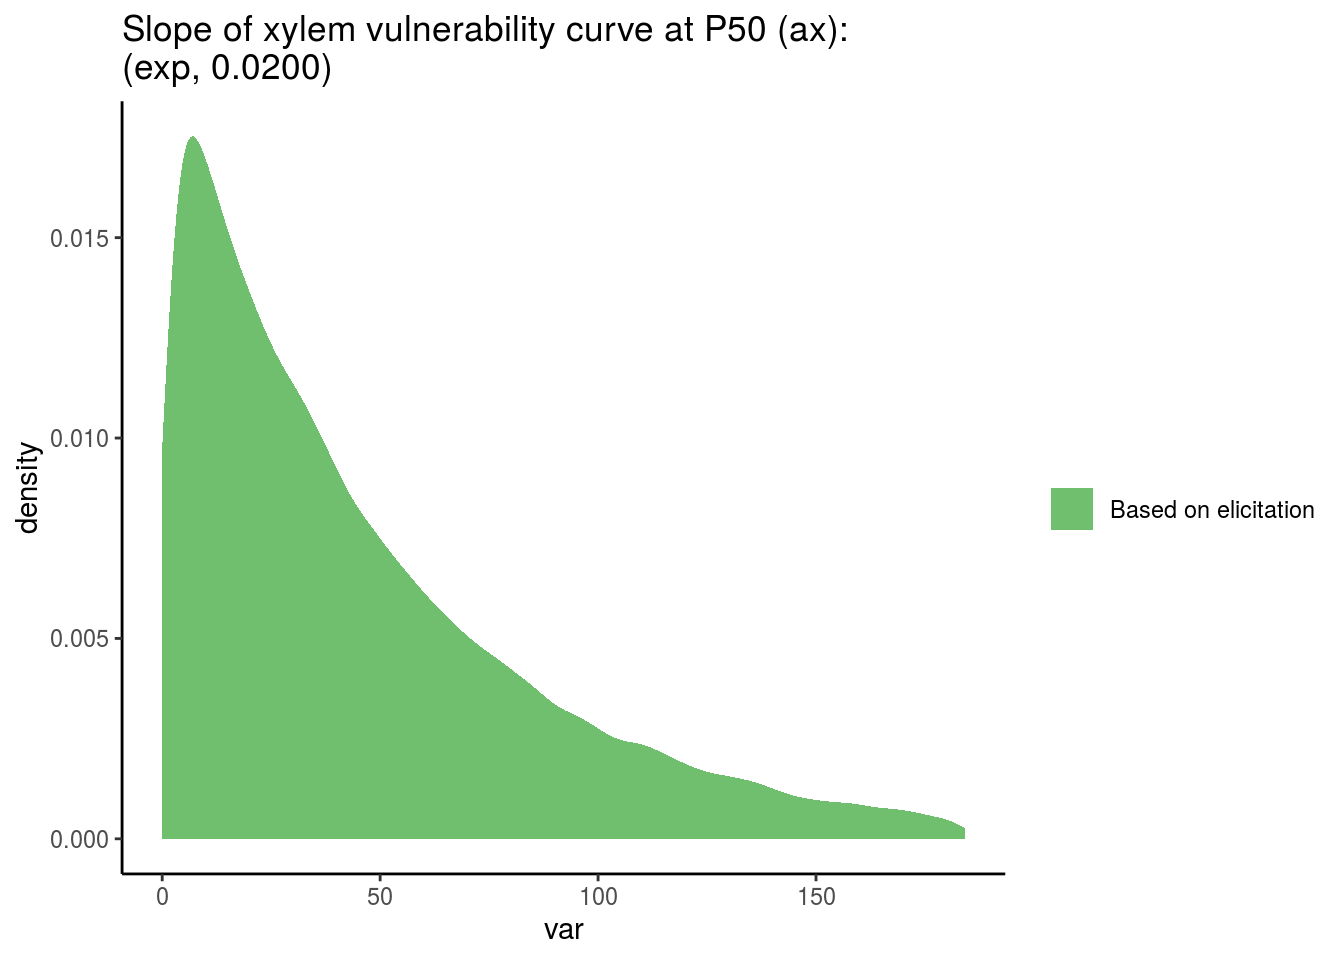 Slope of xylem vulnerability curve at P50 (ax):
(exp, 0.0200)
0.015
0.010
0.005
0.000
density
0 50 100 150
var
Based on elicitation